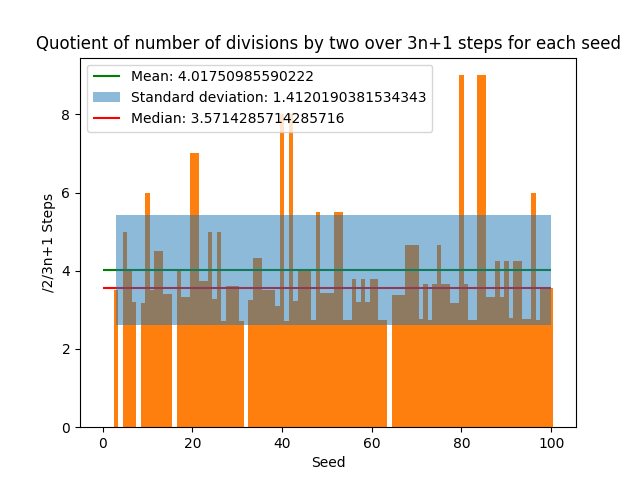 Quotient of number of divisions by two over 3n+1 steps for each seed
Mean: 4.01750985590222
Standard deviation: 1.4120190381534343
Median: 3.5714285714285716
/2/3n+1 Steps
8
6
4
2
0
0 20 40 60 80 100
Seed